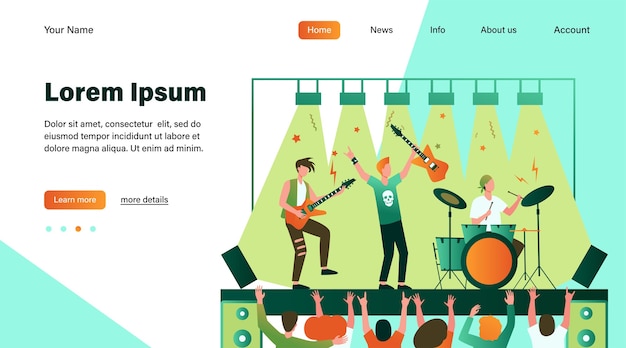 Your Name
Home
News
Info
About us
Account
Lorem Ipsum
Dolor sit amet, consectetur elit, sed do
eiusmod tempor incididunt ut labore et dolore
magna aliquam. Ut enim ad minim.
Learn more
more details